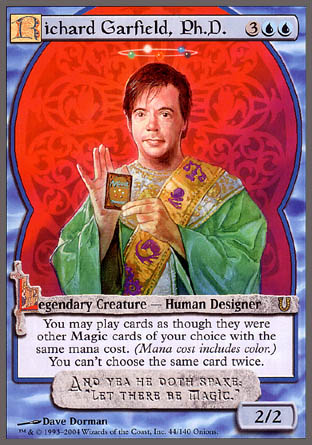 Richard Garfield, Ph.D. 3
Legendary Creature — Human Designer
You may play cards as though they were
other Magic cards of your choice with the
same mana cost. (Mana cost includes color.)
You can't choose the same card twice.
And yea he doth spake:
"Let there be Magic."
Dave Dorman
™ & © 1993–2004 Wizards of the Coast, Inc. 44/140 Onions.
2/2